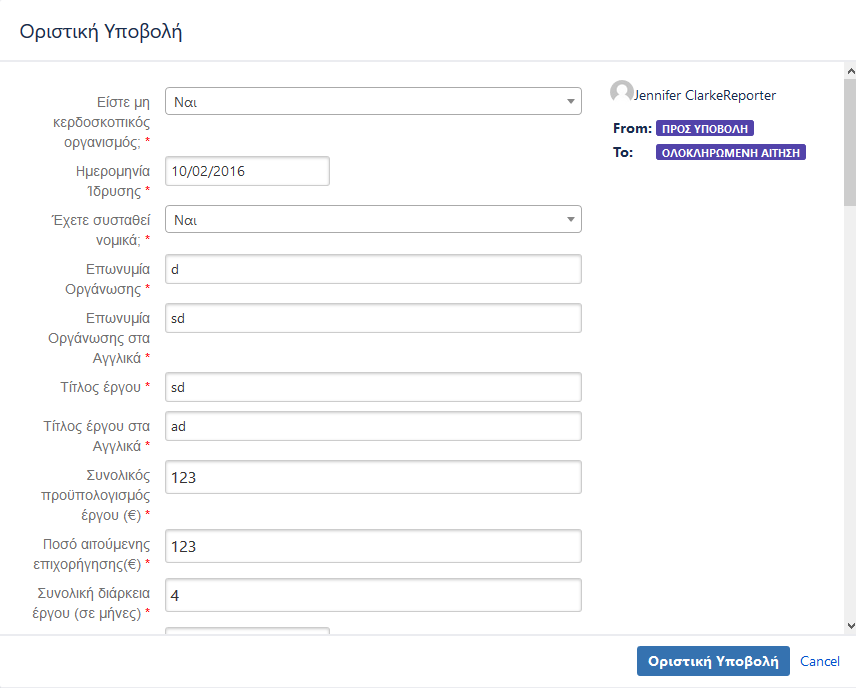 Οριστική Υποβολή
Είστε μη
κερδοσκοπικός
οργανισμός; *
Ναι
Ημερομηνία
Ίδρυσης *
10/02/2016
Έχετε συσταθεί
νομικά; *
Ναι
Επωνυμία
Οργάνωσης *
d
Επωνυμία
Οργάνωσης στα
Αγγλικά *
sd
Τίτλος έργου *
sd
Τίτλος έργου στα
Αγγλικά *
ad
Συνολικός
προϋπολογισμός
έργου (€) *
123
Ποσό αιτούμενης
επιχορήγησης(€) *
123
Συνολική διάρκεια
έργου (σε μήνες) *
4
Jennifer ClarkeReporter
From: ΠΡΟΣ ΥΠΟΒΟΛΗ
To: ΟΛΟΚΛΗΡΩΜΕΝΗ ΑΙΤΗΣΗ
Οριστική Υποβολή Cancel